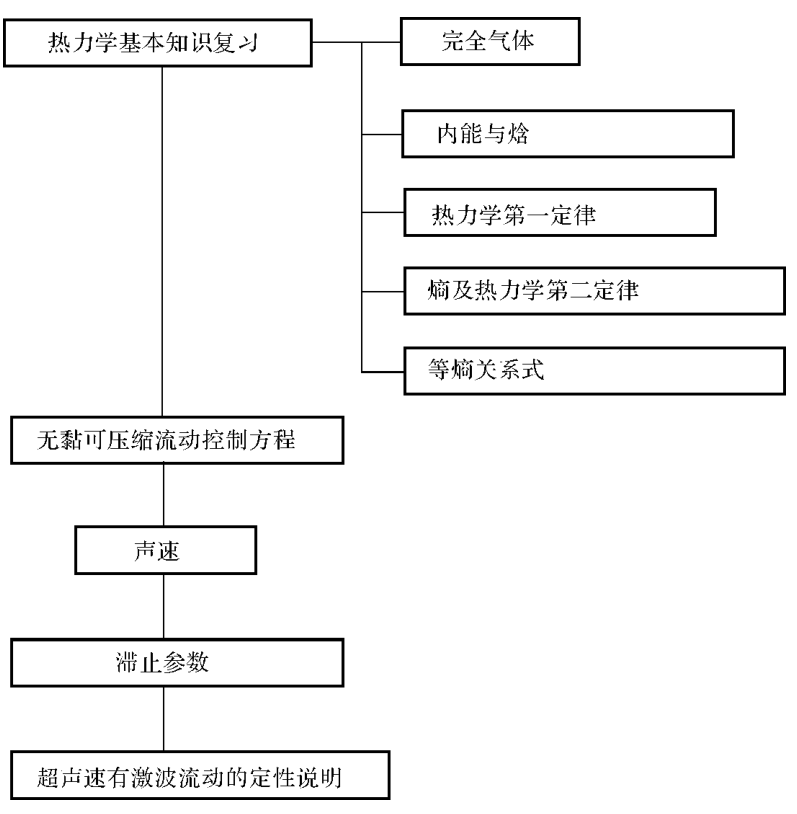 热力学基本知识复习
完全气体
内能与焓
热力学第一定律
熵及热力学第二定律
等熵关系式
无黏可压缩流动控制方程
声速
滞止参数
超声速有激波流动的定性说明